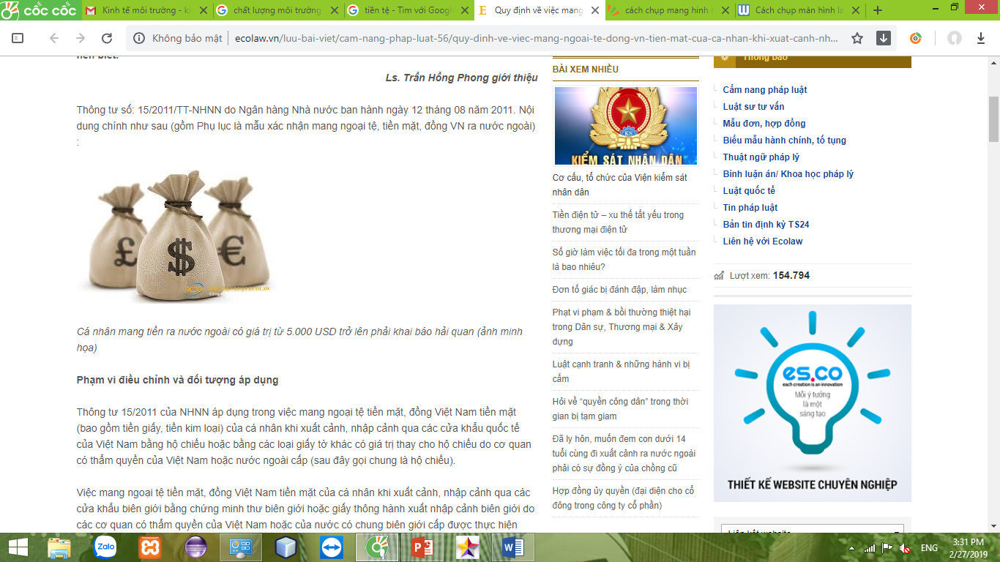 cốc cốc
Kinh tế môi trường - ki
chất lượng môi trường
tiền tệ - Tìm với Google
Quy định về việc mang
cách chụp mang hinh m
Cách chụp màn hình la
Không bảo mật
ecolaw.vn/luu-bai-viet/cam-nang-phap-luat-56/quy-dinh-ve-viec-mang-ngoai-te-dong-vn-tien-mat-cua-ca-nhan-khi-xuat-canh-nh...
nên biết.
Ls. Trần Hồng Phong giới thiệu
Thông tư số: 15/2011/TT-NHNN do Ngân hàng Nhà nước ban hành ngày 12 tháng 08 năm 2011. Nội
dung chính như sau (gồm Phụ lục là mẫu xác nhận mang ngoại tệ, tiền mặt, đồng VN ra nước ngoài)
:
£
$
€
Cá nhân mang tiền ra nước ngoài có giá trị từ 5.000 USD trở lên phải khai báo hải quan (ảnh minh
họa)
Phạm vi điều chỉnh và đối tượng áp dụng
Thông tư 15/2011 của NHNN áp dụng trong việc mang ngoại tệ tiền mặt, đồng Việt Nam tiền mặt
(bao gồm tiền giấy, tiền kim loại) của cá nhân khi xuất cảnh, nhập cảnh qua các cửa khẩu quốc tế
của Việt Nam bằng hộ chiếu hoặc bằng các loại giấy tờ khác có giá trị thay cho hộ chiếu do cơ quan
có thẩm quyền của Việt Nam hoặc nước ngoài cấp (sau đây gọi chung là hộ chiếu).
Việc mang ngoại tệ tiền mặt, đồng Việt Nam tiền mặt của cá nhân khi xuất cảnh, nhập cảnh qua các
cửa khẩu biên giới bằng chứng minh thư biên giới hoặc giấy thông hành xuất nhập cảnh biên giới do
các cơ quan có thẩm quyền của Việt Nam hoặc của nước có chung biên giới cấp được thực hiện
BÀI XEM NHIỀU
KS
KIỂM SÁT NHÂN DÂN
Cơ cấu, tổ chức của Viện kiểm sát
nhân dân
Tiền điện tử – xu thế tất yếu trong
thương mại điện tử
Số giờ làm việc tối đa trong một tuần
là bao nhiêu?
Đơn tố giác bị đánh đập, làm nhục
Phạt vi phạm & bồi thường thiệt hại
trong Dân sự, Thương mại & Xây
dựng
Luật cạnh tranh & những hành vi bị
cấm
Hỏi về “quyền công dân” trong thời
gian bị tạm giam
Đã ly hôn, muốn đem con dưới 14
tuổi cùng đi xuất cảnh ra nước ngoài
phải có sự đồng ý của chồng cũ
Hợp đồng ủy quyền (đại diện cho cổ
đông trong công ty cổ phần)
Thông báo
Cẩm nang pháp luật
Luật sư tư vấn
Mẫu đơn, hợp đồng
Biểu mẫu hành chính, tố tụng
Thuật ngữ pháp lý
Bình luận án/ Khoa học pháp lý
Luật quốc tế
Tin pháp luật
Bản tin định kỳ TS24
Liên hệ với Ecolaw
Lượt xem: 154.794
es.co
each creation is an innovation
Mỗi ý tưởng
là một
sáng tạo
THIẾT KẾ WEBSITE CHUYÊN NGHIỆP
Liên kết website
Zalo
ENG
3:31 PM
2/27/2019